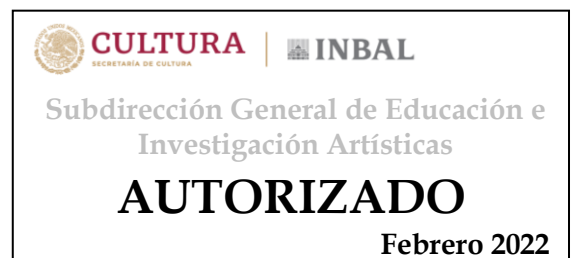 CULTURA
SECRETARÍA DE CULTURA
INBAL
Subdirección General de Educación e
Investigación Artísticas
AUTORIZADO
Febrero 2022